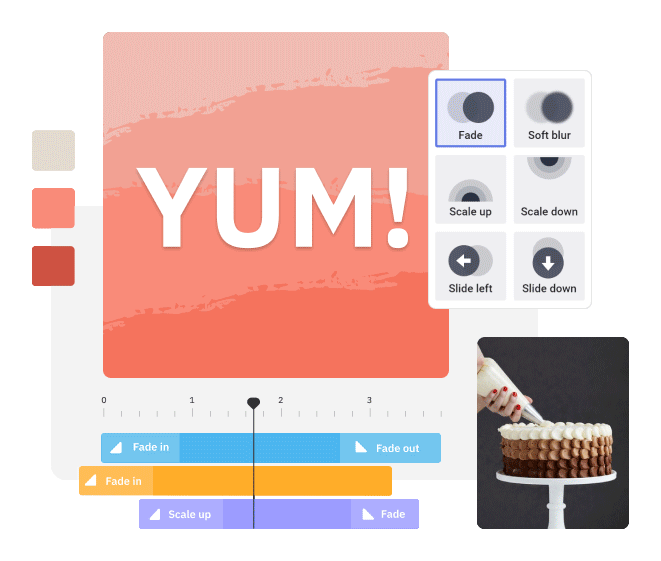 YUM!
Fade
Soft blur
Scale up
Scale down
Slide left
Slide down
0 1 2 3
Fade in
Fade out
Fade in
Scale up
Fade